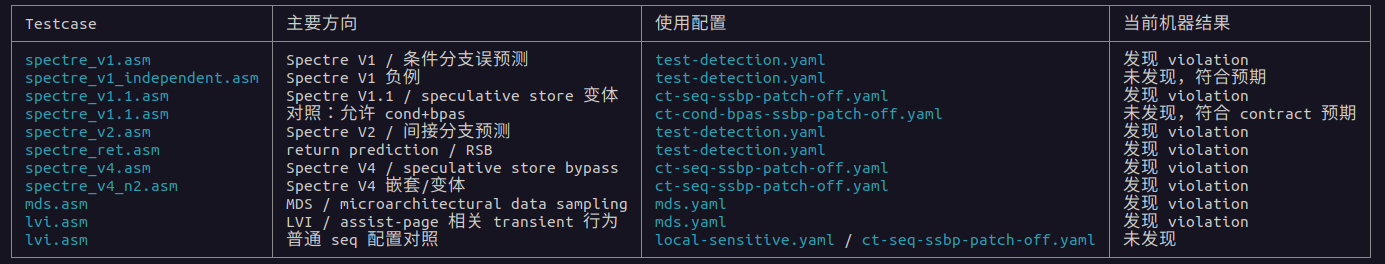 Testcase 主要方向 使用配置 当前机器结果
spectre_v1.asm Spectre V1 / 条件分支误预测 test-detection.yaml 发现 violation
spectre_v1_independent.asm Spectre V1 负例 test-detection.yaml 未发现，符合预期
spectre_v1.1.asm Spectre V1.1 / speculative store 变体 ct-seq-ssbp-patch-off.yaml 发现 violation
spectre_v1.1.asm 对照：允许 cond+bpas ct-cond-bpas-ssbp-patch-off.yaml 未发现，符合 contract 预期
spectre_v2.asm Spectre V2 / 间接分支预测 test-detection.yaml 发现 violation
spectre_ret.asm return prediction / RSB test-detection.yaml 发现 violation
spectre_v4.asm Spectre V4 / speculative store bypass ct-seq-ssbp-patch-off.yaml 发现 violation
spectre_v4_n2.asm Spectre V4 嵌套/变体 ct-seq-ssbp-patch-off.yaml 发现 violation
mds.asm MDS / microarchitectural data sampling mds.yaml 发现 violation
lvi.asm LVI / assist-page 相关 transient 行为 mds.yaml 发现 violation
lvi.asm 普通 seq 配置对照 local-sensitive.yaml / ct-seq-ssbp-patch-off.yaml 未发现